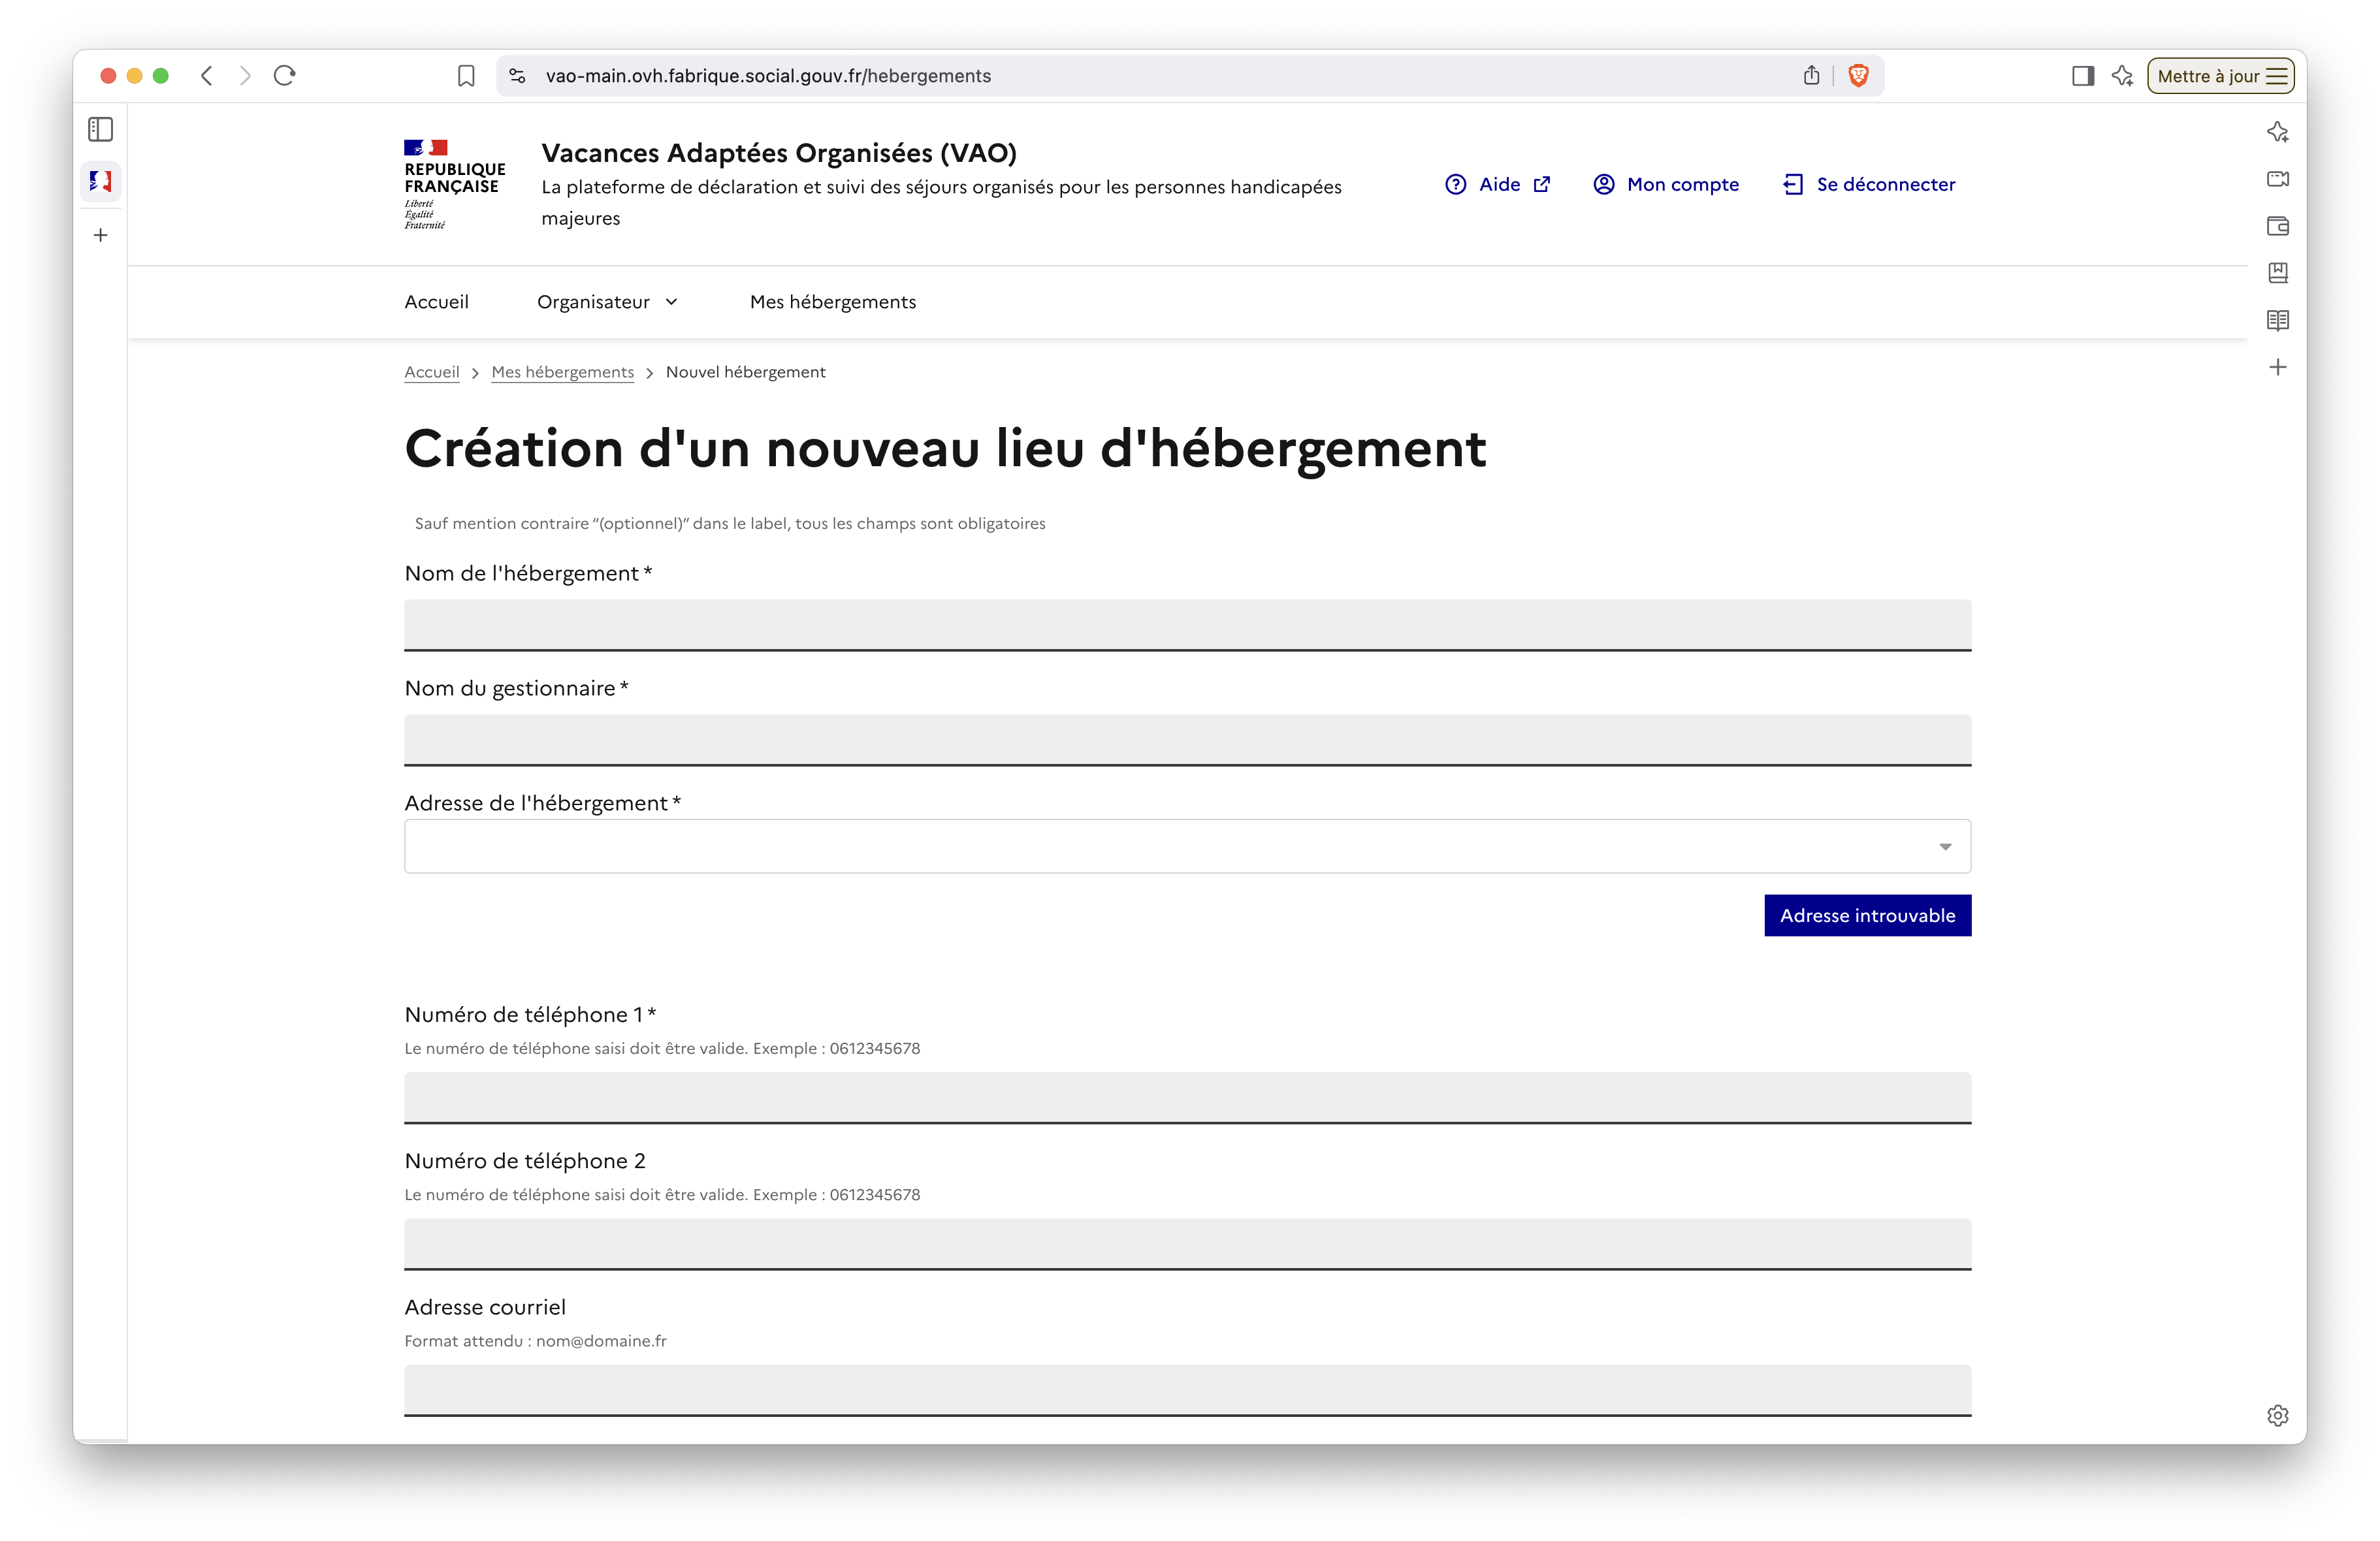 vao-main.ovh.fabrique.social.gouv.fr/hebergements
Mettre à jour
REPUBLIQUE
FRANÇAISE
Liberté
Égalité
Fraternité
Vacances Adaptées Organisées (VAO)
La plateforme de déclaration et suivi des séjours organisés pour les personnes handicapées
majeures
Aide
Mon compte
Se déconnecter
Accueil
Organisateur
Mes hébergements
Accueil > Mes hébergements > Nouvel hébergement
Création d'un nouveau lieu d'hébergement
Sauf mention contraire “(optionnel)” dans le label, tous les champs sont obligatoires
Nom de l'hébergement *
Nom du gestionnaire *
Adresse de l'hébergement *
Adresse introuvable
Numéro de téléphone 1 *
Le numéro de téléphone saisi doit être valide. Exemple : 0612345678
Numéro de téléphone 2
Le numéro de téléphone saisi doit être valide. Exemple : 0612345678
Adresse courriel
Format attendu : nom@domaine.fr